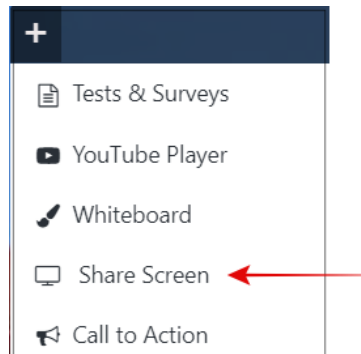 +
Tests & Surveys
YouTube Player
Whiteboard
Share Screen
Call to Action